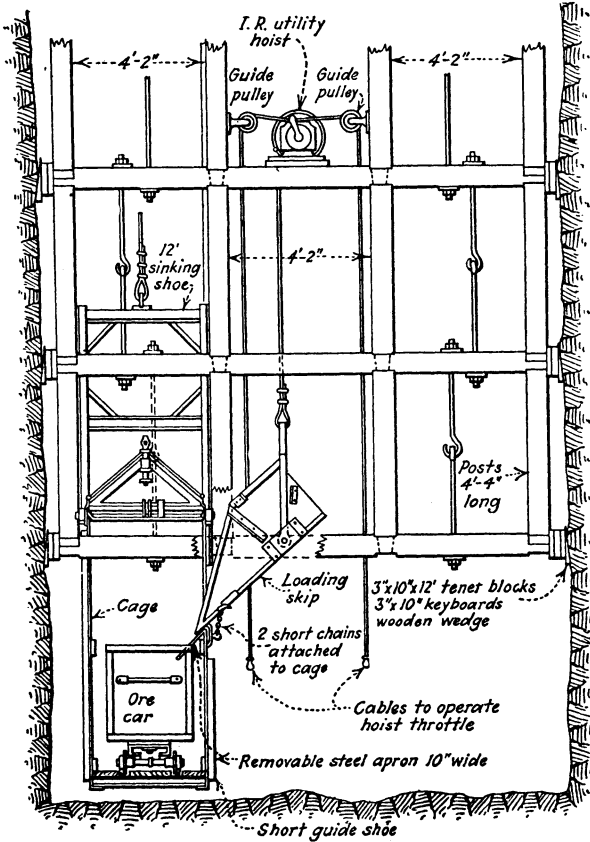 I.R. utility
hoist
4'-2"
4'-2"
Guide
pulley
Guide
pulley
12'
sinking
shoe
4'-2"
Posts
4'-4"
long
Loading
skip
3"x10"x12' tenet blocks
3"x10" keyboards
wooden wedge
Cage
2 short chains
attached
to cage
Ore
car
Cables to operate
hoist throttle
Removable steel apron 10" wide
Short guide shoe